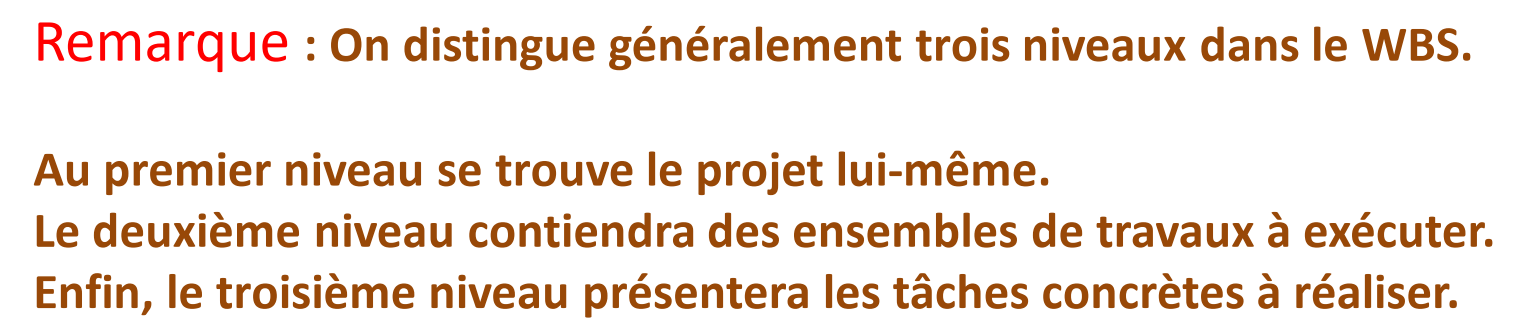 Remarque : On distingue généralement trois niveaux dans le WBS.
Au premier niveau se trouve le projet lui-même.
Le deuxième niveau contiendra des ensembles de travaux à exécuter.
Enfin, le troisième niveau présentera les tâches concrètes à réaliser.